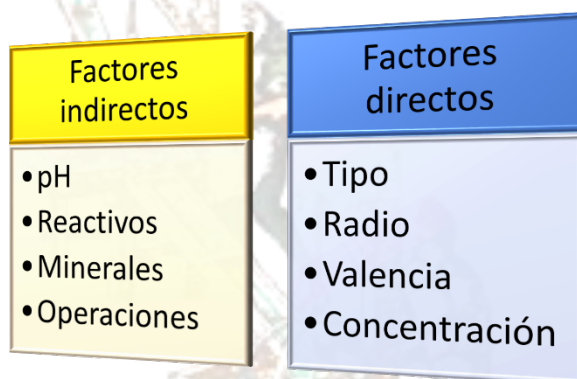 Factores
indirectos
•pH
•Reactivos
•Minerales
•Operaciones
Factores
directos
•Tipo
•Radio
•Valencia
•Concentración